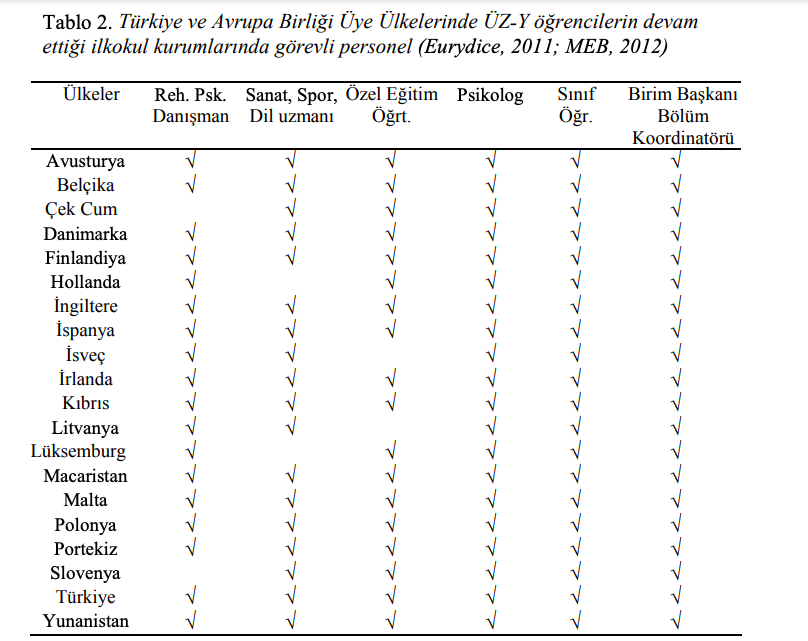 Tablo 2. Türkiye ve Avrupa Birliği Üye Ülkelerinde ÜZ-Y öğrencilerin devam
ettiği ilkokul kurumlarında görevli personel (Eurydice, 2011; MEB, 2012)
Ülkeler Reh. Psk. Danışman Sanat, Spor, Dil uzmanı Özel Eğitim Öğrt. Psikolog Sınıf Öğr. Birim Başkanı Bölüm Koordinatörü
Avusturya √ √ √ √ √ √
Belçika √ √ √ √ √ √
Çek Cum √ √ √ √ √
Danimarka √ √ √ √ √ √
Finlandiya √ √ √ √ √ √
Hollanda √ √ √ √ √
İngiltere √ √ √ √ √ √
İspanya √ √ √ √ √ √
İsveç √ √ √ √ √
İrlanda √ √ √ √ √ √
Kıbrıs √ √ √ √ √ √
Litvanya √ √ √ √ √
Lüksemburg √ √ √ √ √
Macaristan √ √ √ √ √ √
Malta √ √ √ √ √ √
Polonya √ √ √ √ √ √
Portekiz √ √ √ √ √ √
Slovenya √ √ √ √ √
Türkiye √ √ √ √ √ √
Yunanistan √ √ √ √ √ √